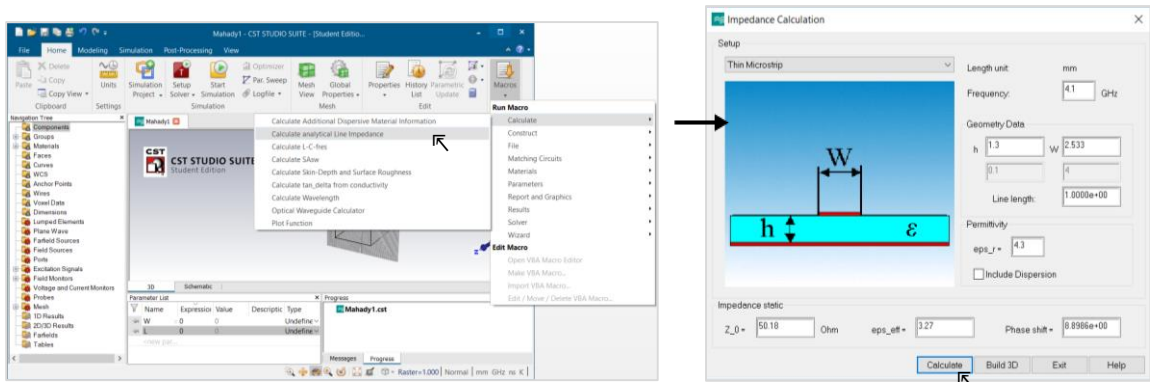 Mahady1 - CST STUDIO SUITE - [Student Editio...
File Home Modeling Simulation Post-Processing View
Paste
Delete
Copy
Copy View
Clipboard
Units
Settings
Simulation Project
Setup Solver
Start Simulation
Optimizer
Par. Sweep
Logfile
Simulation
Mesh View
Global Properties
Mesh
Properties
History List
Parametric Update
Edit
Macros
Navigation Tree
Components
Groups
Materials
Faces
Curves
WCS
Anchor Points
Wires
Voxel Data
Dimensions
Lumped Elements
Plane Wave
Farfield Sources
Field Sources
Ports
Excitation Signals
Field Monitors
Voltage and Current Monitors
Probes
Mesh
1D Results
2D/3D Results
Farfields
Tables
Mahady1
CST
CST STUDIO SUITE
Student Edition
Calculate Additional Dispersive Material Information
Calculate analytical Line Impedance
Calculate L-C-fres
Calculate SAsw
Calculate Skin-Depth and Surface Roughness
Calculate tan_delta from conductivity
Calculate Wavelength
Optical Waveguide Calculator
Plot Function
Run Macro
Calculate
Construct
File
Matching Circuits
Materials
Parameters
Report and Graphics
Results
Solver
Wizard
Edit Macro
Open VBA Macro Editor
Make VBA Macro...
Import VBA Macro...
Edit / Move / Delete VBA Macro...
z
3D Schematic
Parameter List
Name Expression Value Descriptic Type
W 0 0 Undefine
L 0 0 Undefine
<new par...
Progress
Mahady1.cst
Messages Progress
Raster=1.000 Normal mm GHz ns K
Impedance Calculation
Setup
Thin Microstrip
Length unit: mm
Frequency: 4.1 GHz
Geometry Data
h 1.3 W 2.533
0.1 4
Line length: 1.0000e+00
Permittivity
eps_r = 4.3
Include Dispersion
W
h ε
Impedance static
Z_0 = 50.18 Ohm eps_eff = 3.27 Phase shift = 8.8986e+00
Calculate Build 3D Exit Help